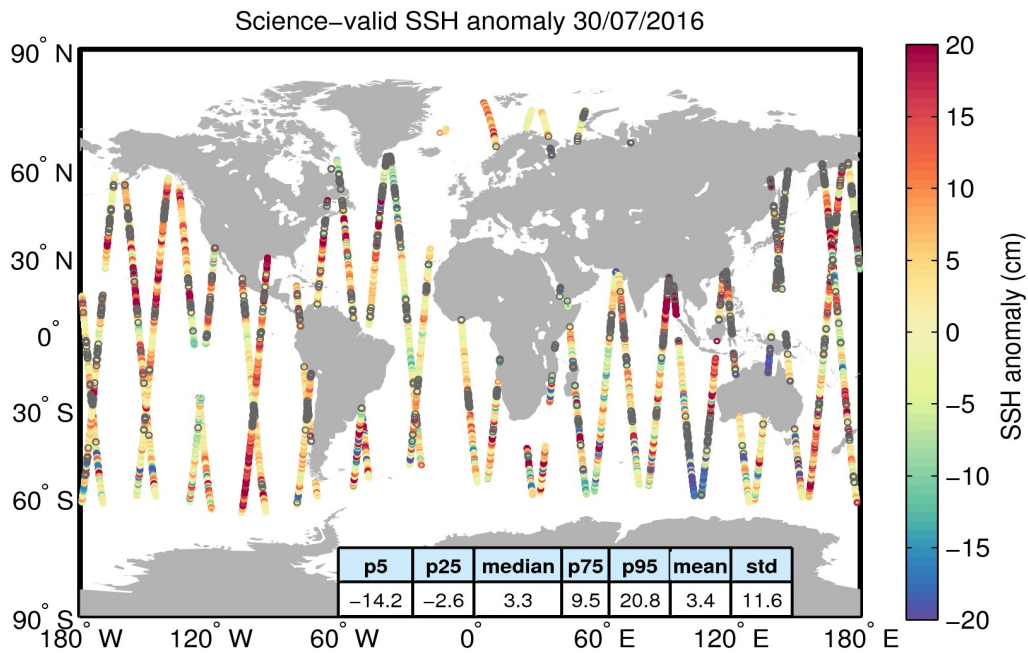 Science−valid SSH anomaly 30/07/2016
90° N
60° N
30° N
0°
30° S
60° S
90° S
180° W
120° W
60° W
0°
60° E
120° E
180° E
p5 p25 median p75 p95 mean std
−14.2 −2.6 3.3 9.5 20.8 3.4 11.6
20
15
10
5
0
−5
−10
−15
−20
SSH anomaly (cm)